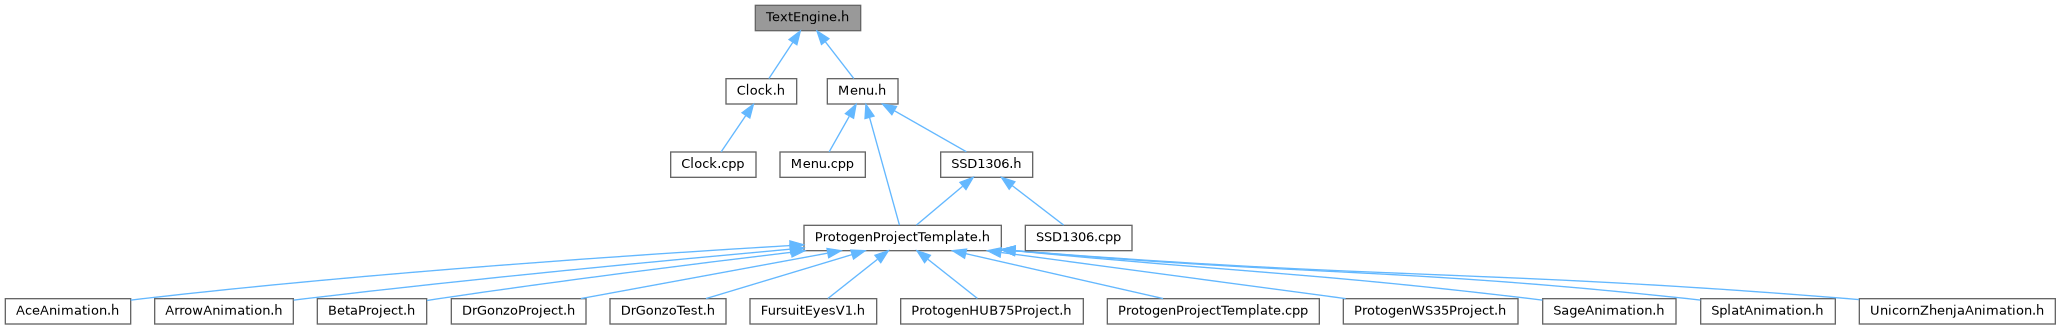 TextEngine.h
Clock.h
Menu.h
Clock.cpp
Menu.cpp
SSD1306.h
ProtogenProjectTemplate.h
SSD1306.cpp
AceAnimation.h
ArrowAnimation.h
BetaProject.h
DrGonzoProject.h
DrGonzoTest.h
FursuitEyesV1.h
ProtogenHUB75Project.h
ProtogenProjectTemplate.cpp
ProtogenWS35Project.h
SageAnimation.h
SplatAnimation.h
UnicornZhenjaAnimation.h